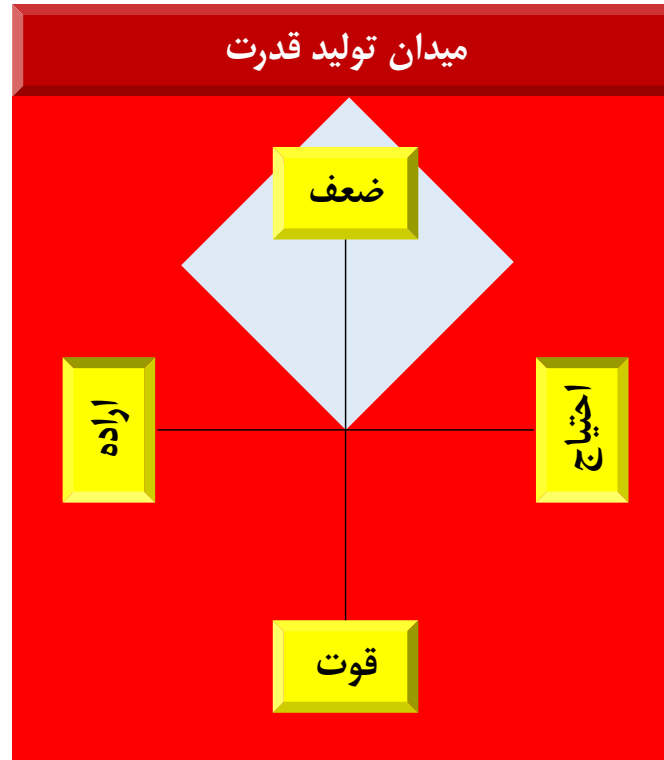 میدان تولید قدرت
ضعف
احتیاج
اراده
قوت